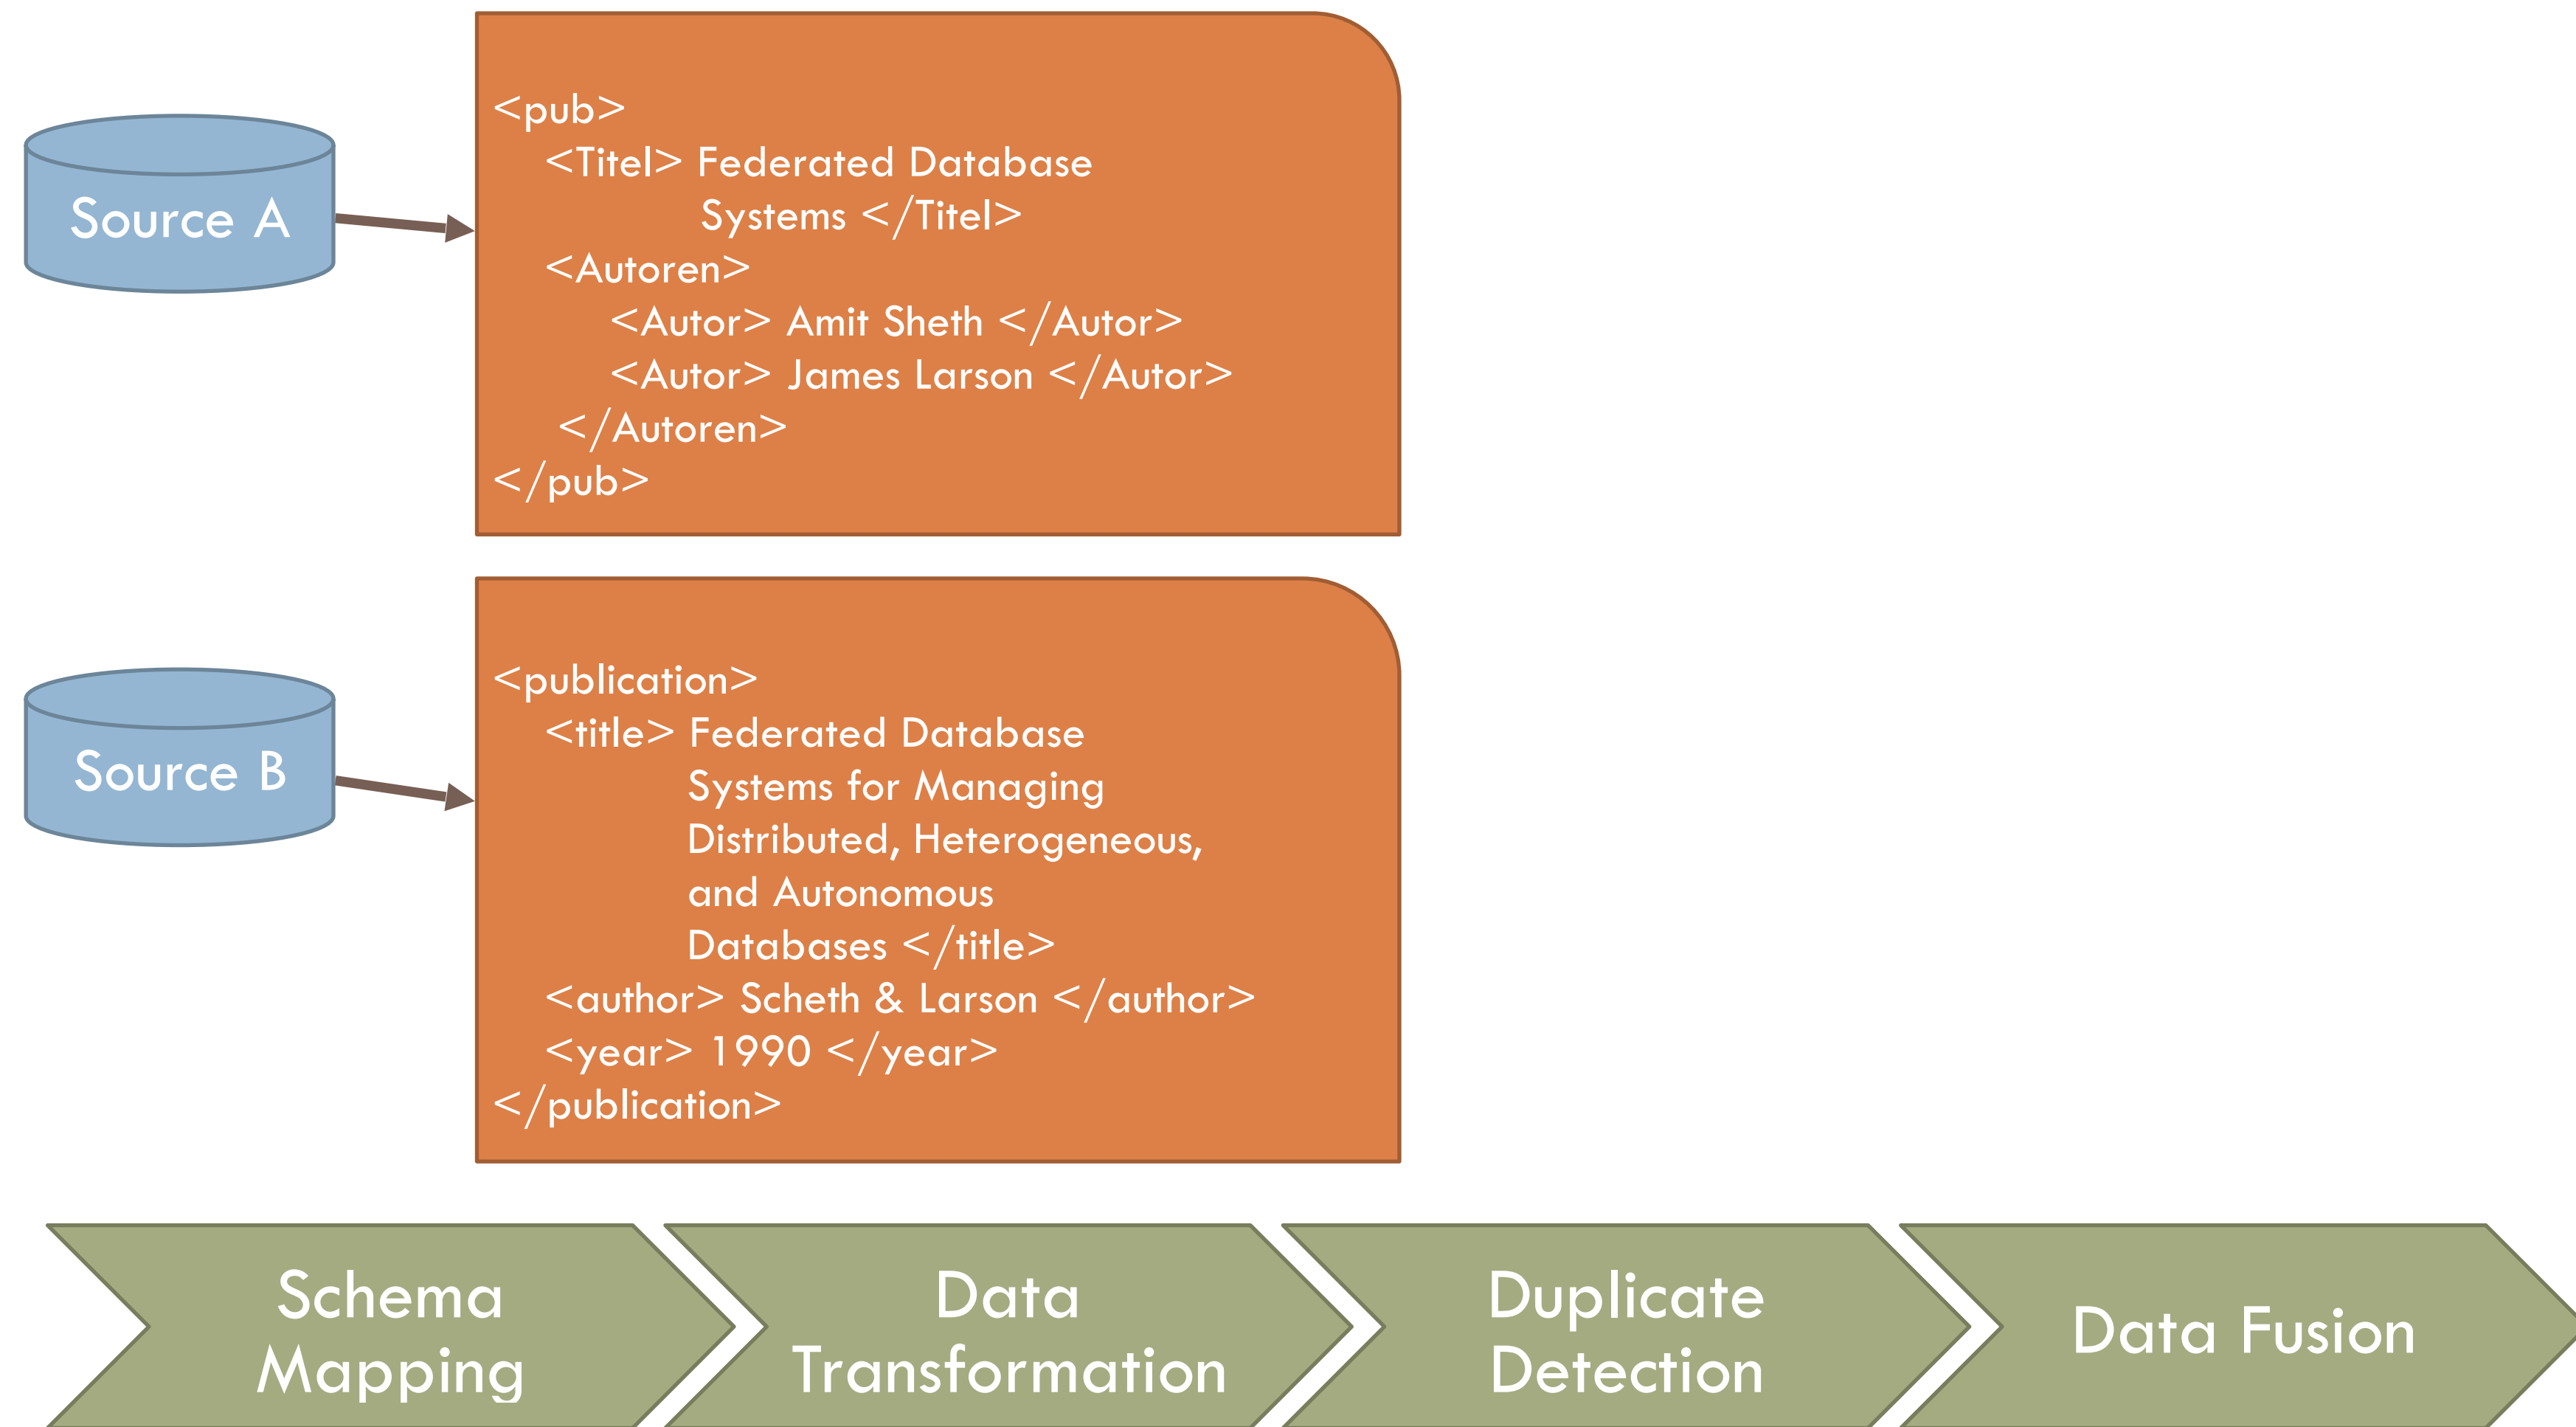 Source A
<pub>
<Titel> Federated Database
Systems </Titel>
<Autoren>
<Autor> Amit Sheth </Autor>
<Autor> James Larson </Autor>
</Autoren>
</pub>
Source B
<publication>
<title> Federated Database
Systems for Managing
Distributed, Heterogeneous,
and Autonomous
Databases </title>
<author> Scheth & Larson </author>
<year> 1990 </year>
</publication>
Schema
Mapping
Data
Transformation
Duplicate
Detection
Data Fusion